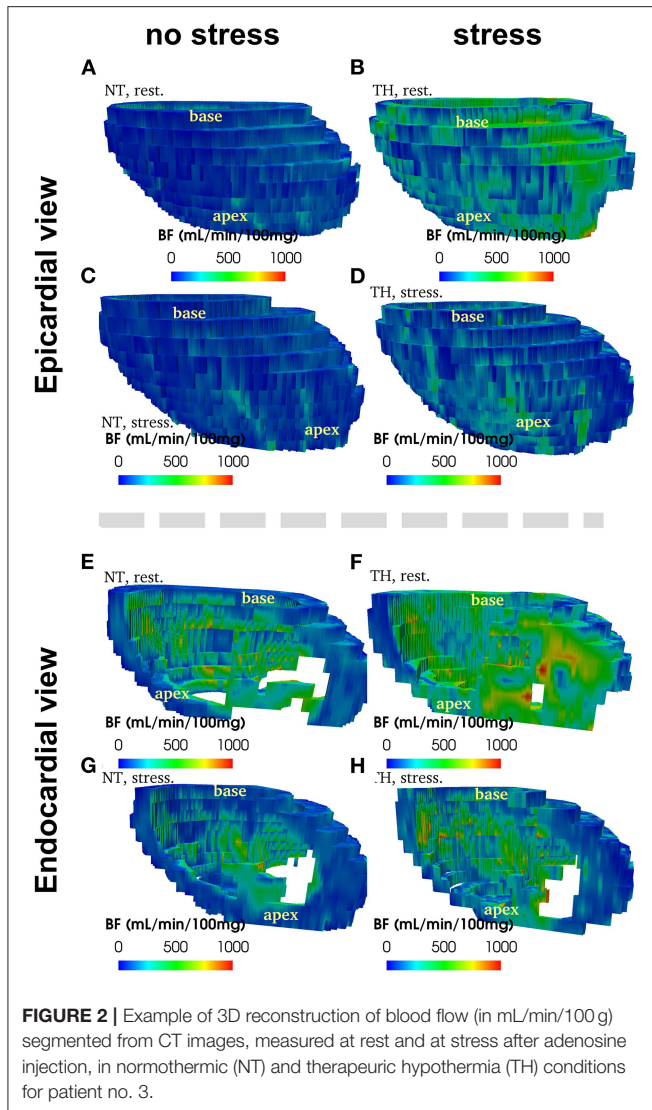 no stress
stress
Epicardial view
A
B
NT, rest.
TH, rest.
base
base
apex
apex
BF (mL/min/100mg)
BF (mL/min/100mg)
0 500 1000
0 500 1000
C
D
TH, stress.
base
base
NT, stress.
apex
apex
BF (mL/min/100mg)
BF (mL/min/100mg)
0 500 1000
0 500 1000
Endocardial view
E
F
NT, rest.
TH, rest.
base
base
apex
apex
BF (mL/min/100mg)
BF (mL/min/100mg)
0 500 1000
0 500 1000
G
H
NT, stress.
TH, stress.
base
base
apex
apex
BF (mL/min/100mg)
BF (mL/min/100mg)
0 500 1000
0 500 1000
FIGURE 2 | Example of 3D reconstruction of blood flow (in mL/min/100 g)
segmented from CT images, measured at rest and at stress after adenosine
injection, in normothermic (NT) and therapeuric hypothermia (TH) conditions
for patient no. 3.